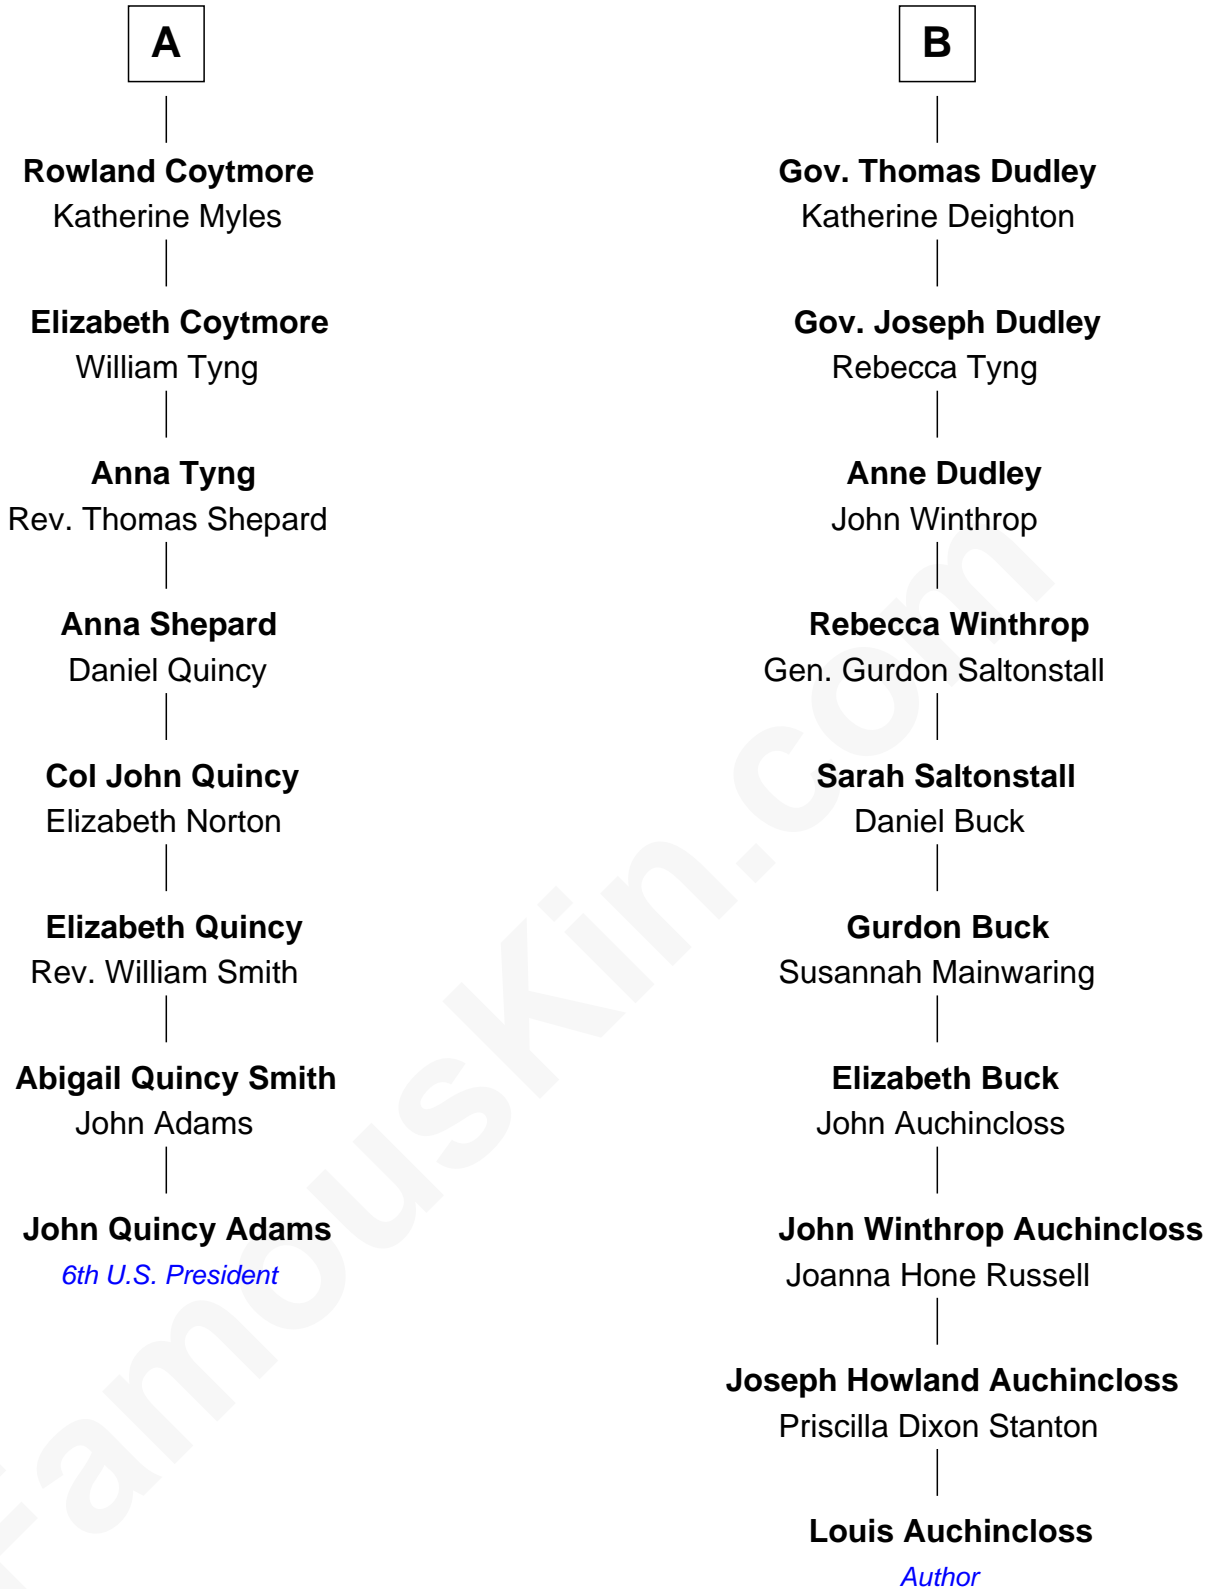 A
Rowland Coytmore
Katherine Myles
Elizabeth Coytmore
William Tyng
Anna Tyng
Rev. Thomas Shepard
Anna Shepard
Daniel Quincy
Col John Quincy
Elizabeth Norton
Elizabeth Quincy
Rev. William Smith
Abigail Quincy Smith
John Adams
John Quincy Adams
6th U.S. President
B
Gov. Thomas Dudley
Katherine Deighton
Gov. Joseph Dudley
Rebecca Tyng
Anne Dudley
John Winthrop
Rebecca Winthrop
Gen. Gurdon Saltonstall
Sarah Saltonstall
Daniel Buck
Gurdon Buck
Susannah Mainwaring
Elizabeth Buck
John Auchincloss
John Winthrop Auchincloss
Joanna Hone Russell
Joseph Howland Auchincloss
Priscilla Dixon Stanton
Louis Auchincloss
Author
FamousKin.com